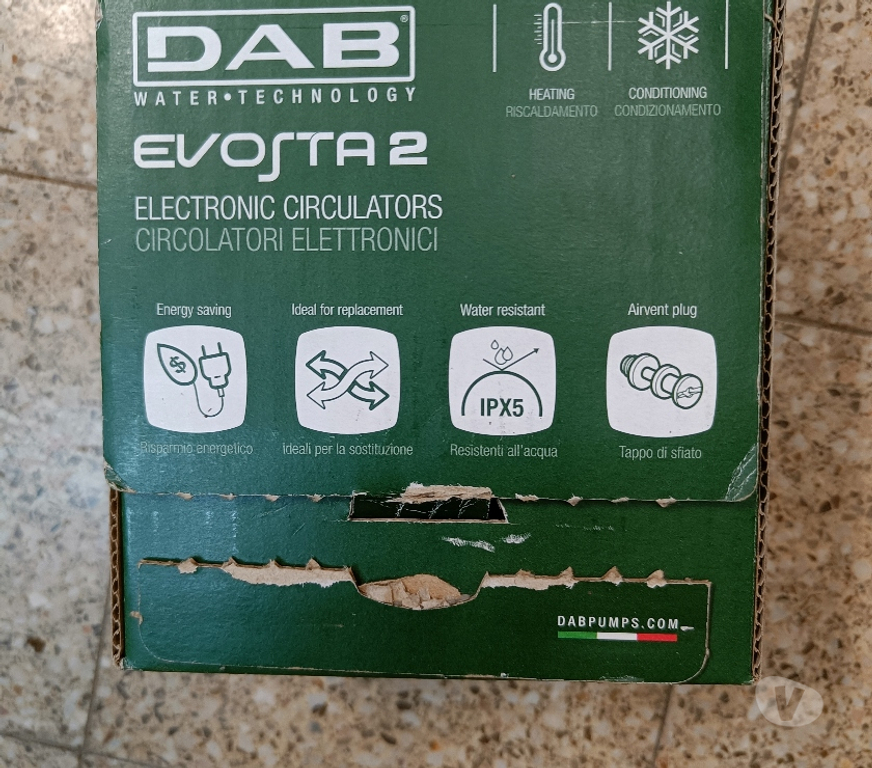 DAB
WATER•TECHNOLOGY
HEATING
RISCALDAMENTO
CONDITIONING
CONDIZIONAMENTO
EVOSTA 2
ELECTRONIC CIRCULATORS
CIRCOLATORI ELETTRONICI
Energy saving
Risparmio energetico
Ideal for replacement
Ideali per la sostituzione
Water resistant
IPX5
Resistenti all'acqua
Airvent plug
Tappo di sfiato
DABPUMPS.COM
V